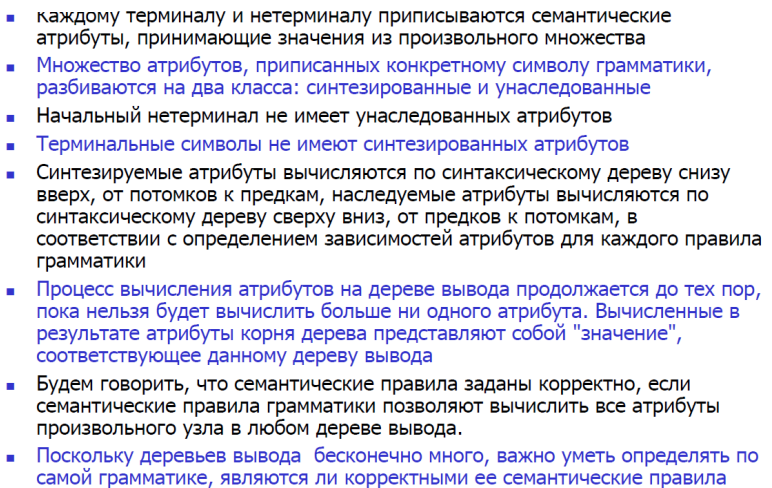 Каждому терминалу и нетерминалу приписываются семантические
атрибуты, принимающие значения из произвольного множества
Множество атрибутов, приписанных конкретному символу грамматики,
разбиваются на два класса: синтезированные и унаследованные
Начальный нетерминал не имеет унаследованных атрибутов
Терминальные символы не имеют синтезированных атрибутов
Синтезируемые атрибуты вычисляются по синтаксическому дереву снизу
вверх, от потомков к предкам, наследуемые атрибуты вычисляются по
синтаксическому дереву сверху вниз, от предков к потомкам, в
соответствии с определением зависимостей атрибутов для каждого правила
грамматики
Процесс вычисления атрибутов на дереве вывода продолжается до тех пор,
пока нельзя будет вычислить больше ни одного атрибута. Вычисленные в
результате атрибуты корня дерева представляют собой "значение",
соответствующее данному дереву вывода
Будем говорить, что семантические правила заданы корректно, если
семантические правила грамматики позволяют вычислить все атрибуты
произвольного узла в любом дереве вывода.
Поскольку деревьев вывода бесконечно много, важно уметь определять по
самой грамматике, являются ли корректными ее семантические правила